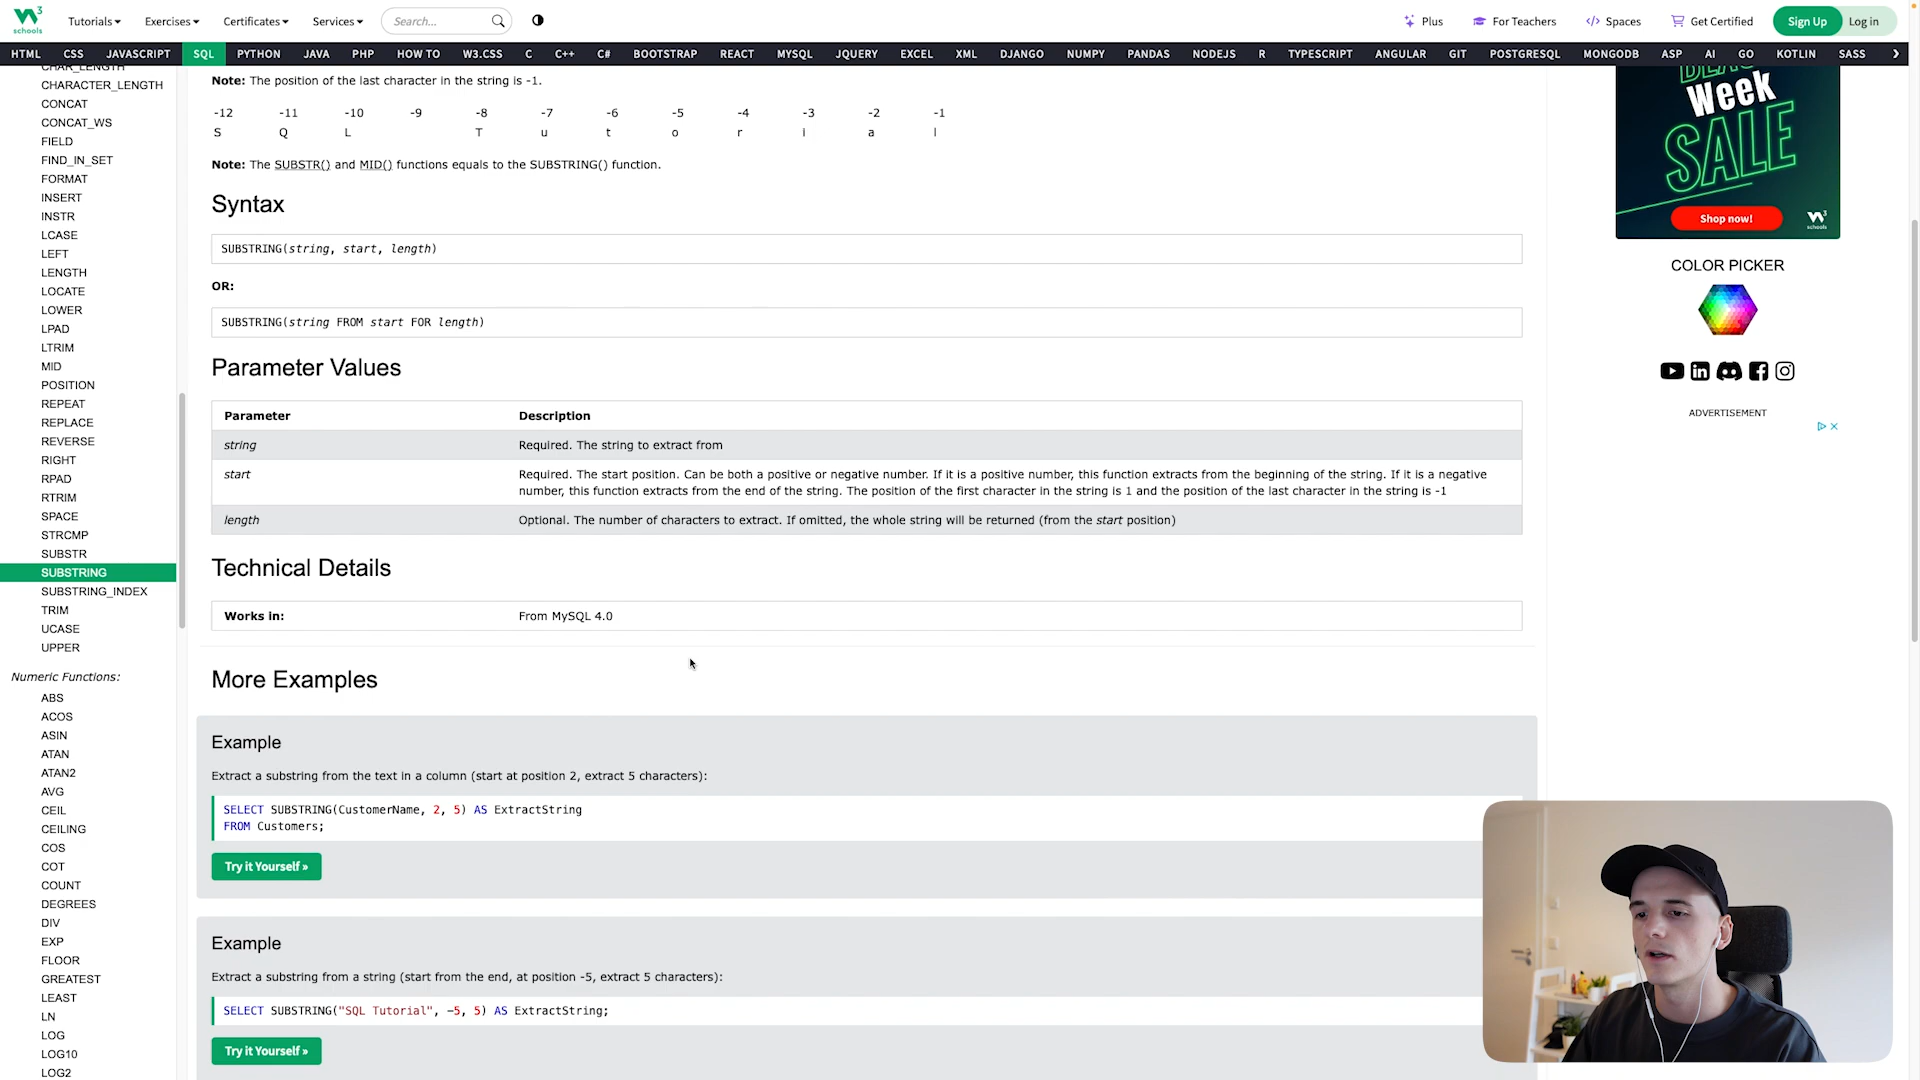 W3
schools
Tutorials
Exercises
Certificates
Services
Search...
Plus
For Teachers
Spaces
Get Certified
Sign Up
Log in
HTML CSS JAVASCRIPT SQL PYTHON JAVA PHP HOW TO W3.CSS C C++ C# BOOTSTRAP REACT MYSQL JQUERY EXCEL XML DJANGO NUMPY PANDAS NODEJS R TYPESCRIPT ANGULAR GIT POSTGRESQL MONGODB ASP AI GO KOTLIN SASS
CHAR_LENGTH
CHARACTER_LENGTH
CONCAT
CONCAT_WS
FIELD
FIND_IN_SET
FORMAT
INSERT
INSTR
LCASE
LEFT
LENGTH
LOCATE
LOWER
LPAD
LTRIM
MID
POSITION
REPEAT
REPLACE
REVERSE
RIGHT
RPAD
RTRIM
SPACE
STRCMP
SUBSTR
SUBSTRING
SUBSTRING_INDEX
TRIM
UCASE
UPPER
Numeric Functions:
ABS
ACOS
ASIN
ATAN
ATAN2
AVG
CEIL
CEILING
COS
COT
COUNT
DEGREES
DIV
EXP
FLOOR
GREATEST
LEAST
LN
LOG
LOG10
LOG2
Note: The position of the last character in the string is -1.
-12 -11 -10 -9 -8 -7 -6 -5 -4 -3 -2 -1
S Q L T u t o r i a l
Note: The SUBSTR() and MID() functions equals to the SUBSTRING() function.
Syntax
SUBSTRING(string, start, length)
OR:
SUBSTRING(string FROM start FOR length)
Parameter Values
Parameter Description
string Required. The string to extract from
start Required. The start position. Can be both a positive or negative number. If it is a positive number, this function extracts from the beginning of the string. If it is a negative
number, this function extracts from the end of the string. The position of the first character in the string is 1 and the position of the last character in the string is -1
length Optional. The number of characters to extract. If omitted, the whole string will be returned (from the start position)
Technical Details
Works in: From MySQL 4.0
More Examples
Example
Extract a substring from the text in a column (start at position 2, extract 5 characters):
SELECT SUBSTRING(CustomerName, 2, 5) AS ExtractString
FROM Customers;
Try it Yourself »
Example
Extract a substring from a string (start from the end, at position -5, extract 5 characters):
SELECT SUBSTRING("SQL Tutorial", -5, 5) AS ExtractString;
Try it Yourself »
Week
SALE
Shop now!
W3
schools
COLOR PICKER
ADVERTISEMENT